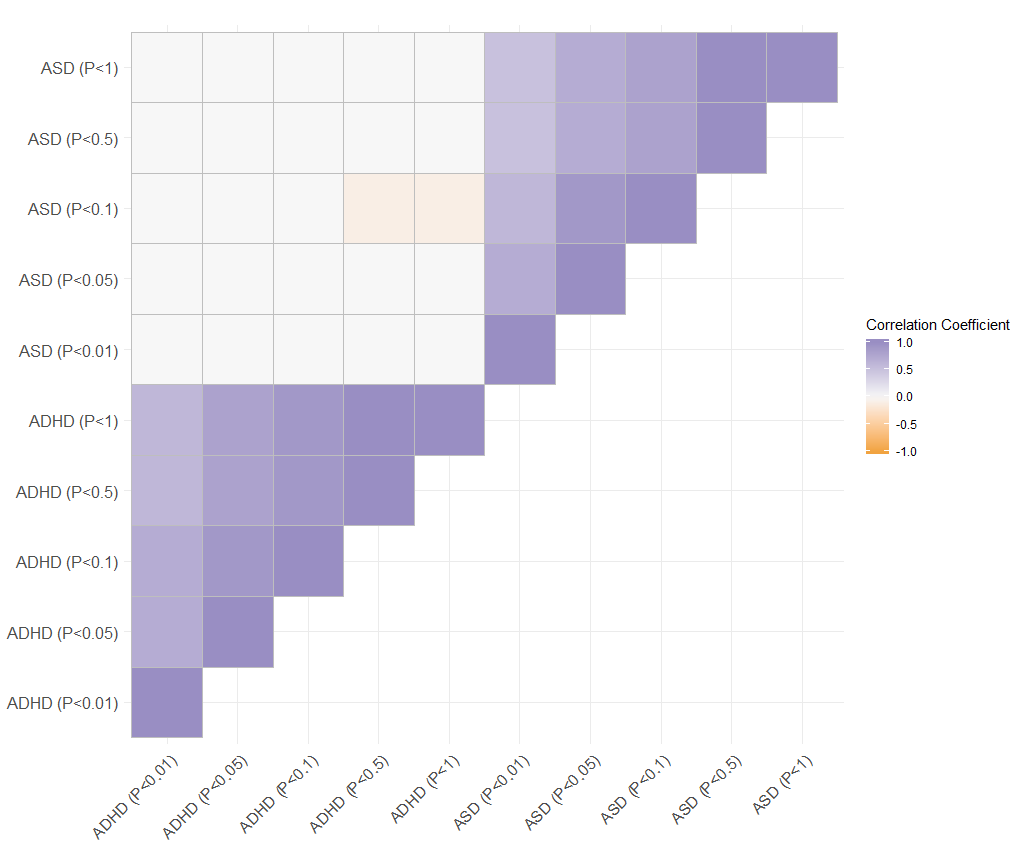 ASD (P<1)
ASD (P<0.5)
ASD (P<0.1)
ASD (P<0.05)
ASD (P<0.01)
ADHD (P<1)
ADHD (P<0.5)
ADHD (P<0.1)
ADHD (P<0.05)
ADHD (P<0.01)
ADHD (P<0.01)
ADHD (P<0.05)
ADHD (P<0.1)
ADHD (P<0.5)
ADHD (P<1)
ASD (P<0.01)
ASD (P<0.05)
ASD (P<0.1)
ASD (P<0.5)
ASD (P<1)
Correlation Coefficient
1.0
0.5
0.0
-0.5
-1.0